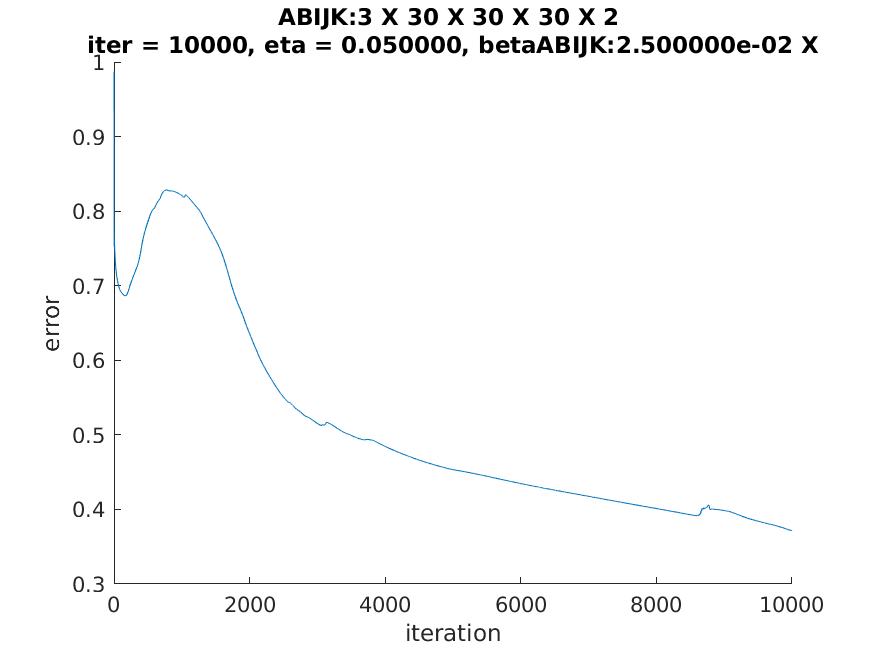 ABIJK:3 X 30 X 30 X 30 X 2
iter = 10000, eta = 0.050000, betaABIJK:2.500000e-02 X
1
0.9
0.8
0.7
0.6
0.5
0.4
0.3
error
0 2000 4000 6000 8000 10000
iteration